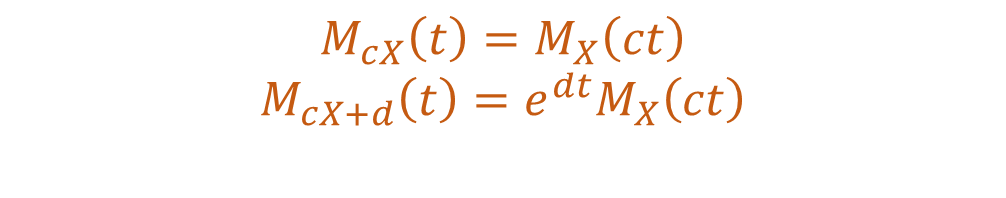 M_{cX}(t) = M_X(ct)
M_{cX+d}(t) = e^{dt}M_X(ct)